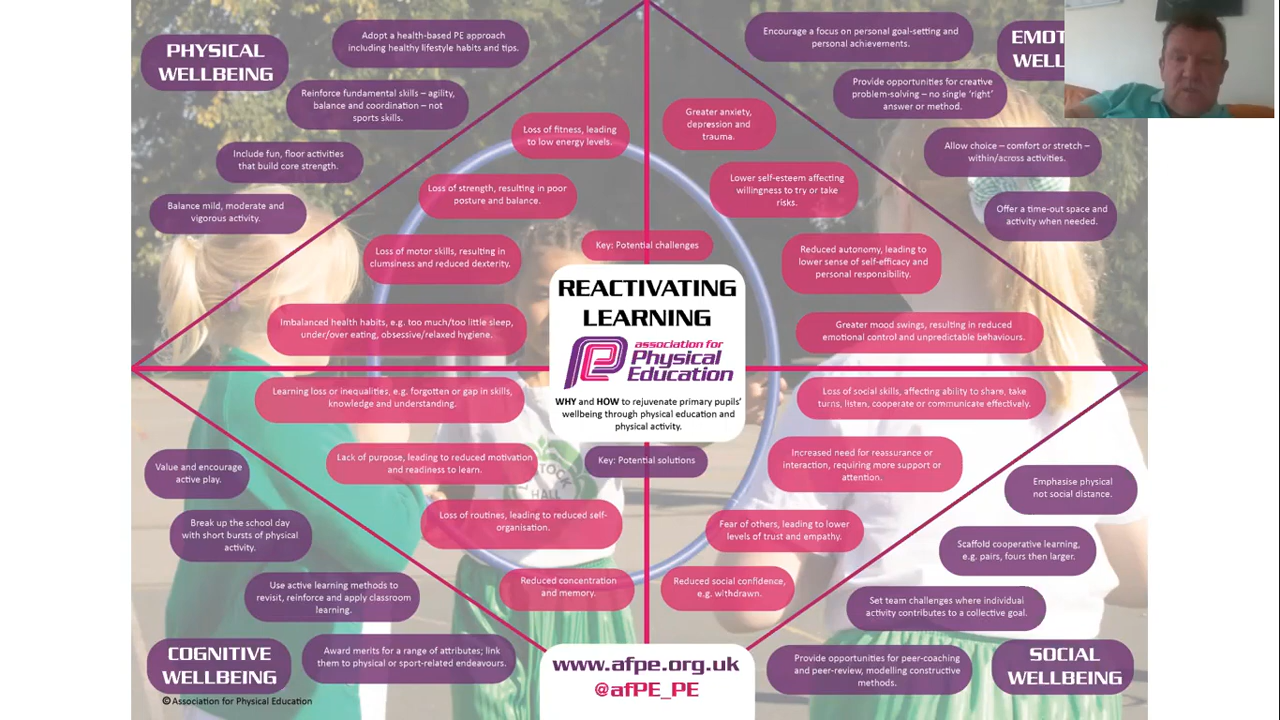 PHYSICAL
WELLBEING
Adopt a health-based PE approach
including healthy lifestyle habits and tips.
Reinforce fundamental skills – agility,
balance and coordination – not
sports skills.
Include fun, floor activities
that build core strength.
Balance mild, moderate and
vigorous activity.
Loss of fitness, leading
to low energy levels.
Loss of strength, resulting in poor
posture and balance.
Loss of motor skills, resulting in
clumsiness and reduced dexterity.
Imbalanced health habits, e.g. too much/too little sleep,
under/over eating, obsessive/relaxed hygiene.
EMOT
WELL
Encourage a focus on personal goal-setting and
personal achievements.
Provide opportunities for creative
problem-solving – no single 'right'
answer or method.
Allow choice – comfort or stretch –
within/across activities.
Offer a time-out space and
activity when needed.
Greater anxiety,
depression and
trauma.
Lower self-esteem affecting
willingness to try or take
risks.
Reduced autonomy, leading to
lower sense of self-efficacy and
personal responsibility.
Greater mood swings, resulting in reduced
emotional control and unpredictable behaviours.
Key: Potential challenges
REACTIVATING
LEARNING
association for
Physical
Education
WHY and HOW to rejuvenate primary pupils'
wellbeing through physical education and
physical activity.
Key: Potential solutions
Learning loss or inequalities, e.g. forgotten or gap in skills,
knowledge and understanding.
Lack of purpose, leading to reduced motivation
and readiness to learn.
Loss of routines, leading to reduced self-
organisation.
Reduced concentration
and memory.
Value and encourage
active play.
Break up the school day
with short bursts of physical
activity.
Use active learning methods to
revisit, reinforce and apply classroom
learning.
Award merits for a range of attributes; link
them to physical or sport-related endeavours.
COGNITIVE
WELLBEING
© Association for Physical Education
Loss of social skills, affecting ability to share, take
turns, listen, cooperate or communicate effectively.
Increased need for reassurance or
interaction, requiring more support or
attention.
Fear of others, leading to lower
levels of trust and empathy.
Reduced social confidence,
e.g. withdrawn.
Emphasise physical
not social distance.
Scaffold cooperative learning,
e.g. pairs, fours then larger.
Set team challenges where individual
activity contributes to a collective goal.
Provide opportunities for peer-coaching
and peer-review, modelling constructive
methods.
SOCIAL
WELLBEING
www.afpe.org.uk
@afPE_PE
HALL